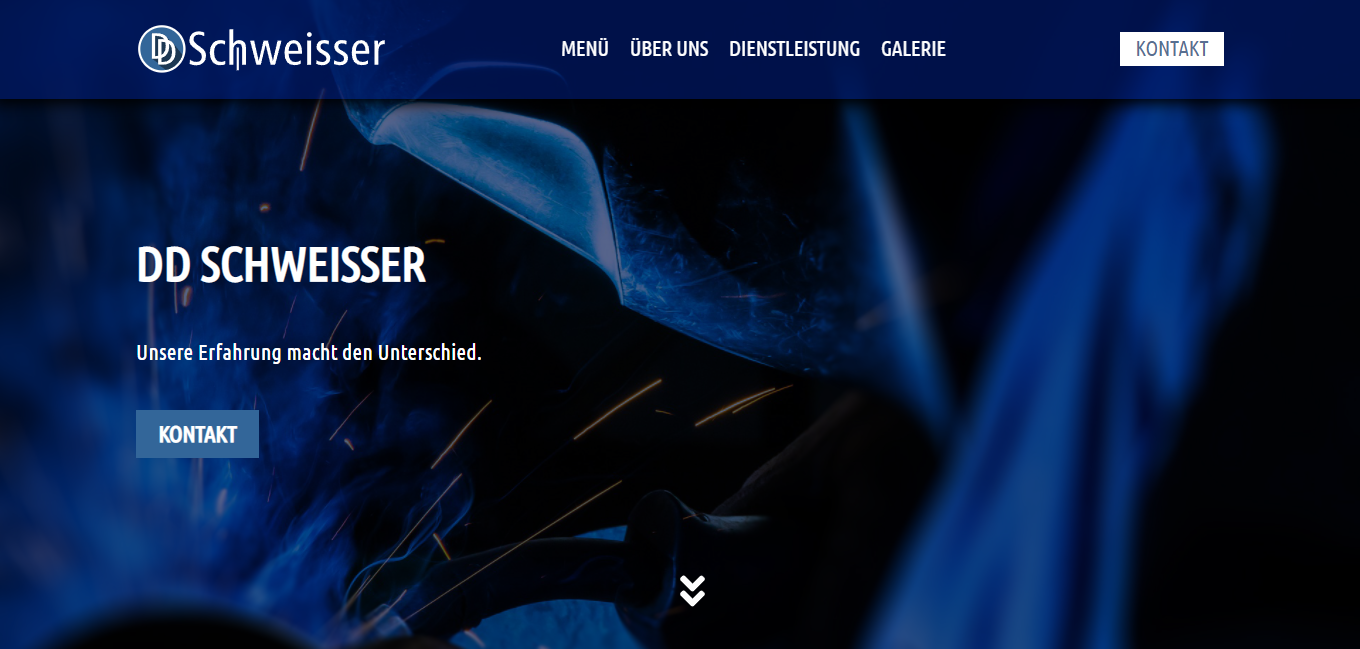 DD Schweisser
MENÜ ÜBER UNS DIENSTLEISTUNG GALERIE
KONTAKT
DD SCHWEISSER
Unsere Erfahrung macht den Unterschied.
KONTAKT